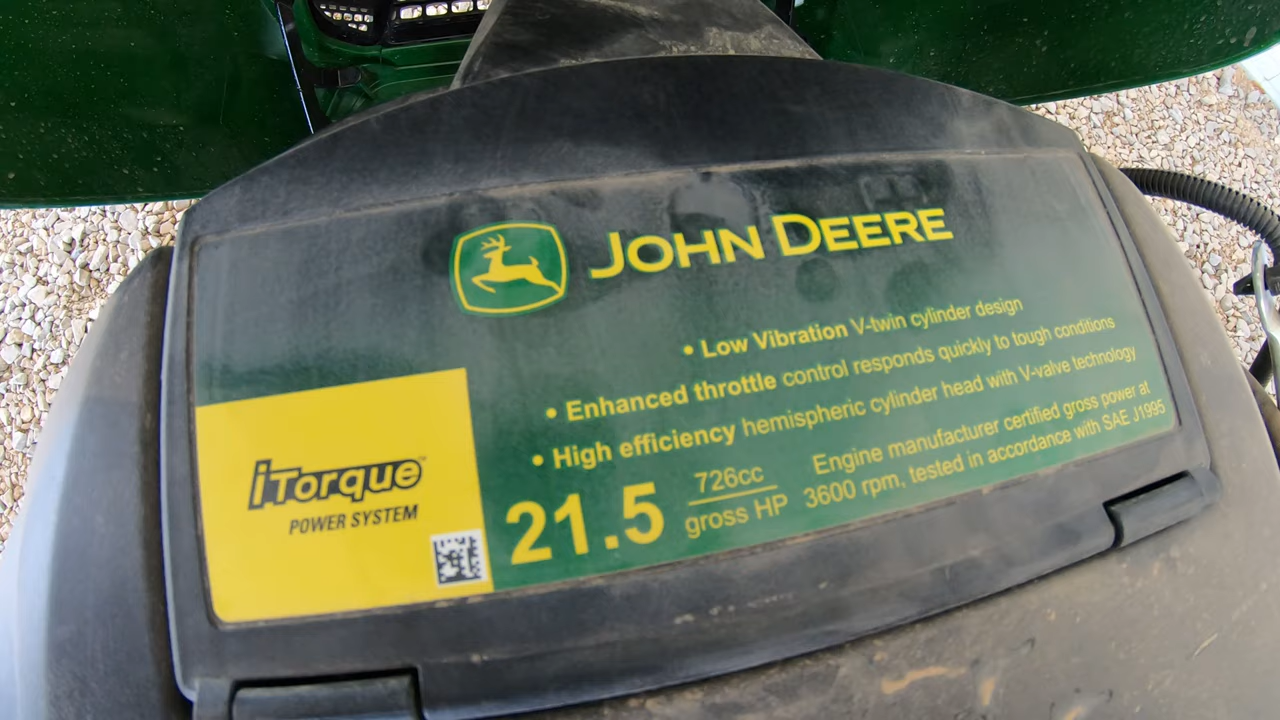 JOHN DEERE
• Low Vibration V-twin cylinder design
• Enhanced throttle control responds quickly to tough conditions
• High efficiency hemispheric cylinder head with V-valve technology
iTorque™
POWER SYSTEM
21.5
726cc
gross HP
Engine manufacturer certified gross power at
3600 rpm, tested in accordance with SAE J1995